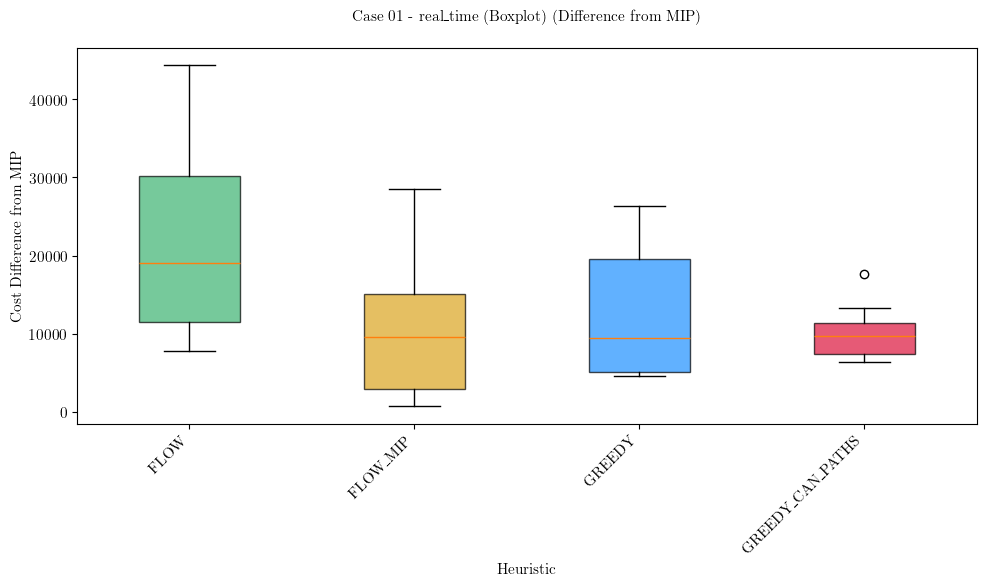 Case 01 - real_time (Boxplot) (Difference from MIP)
Cost Difference from MIP
40000
30000
20000
10000
0
FLOW
FLOW_MIP
GREEDY
GREEDY_CAN_PATHS
Heuristic